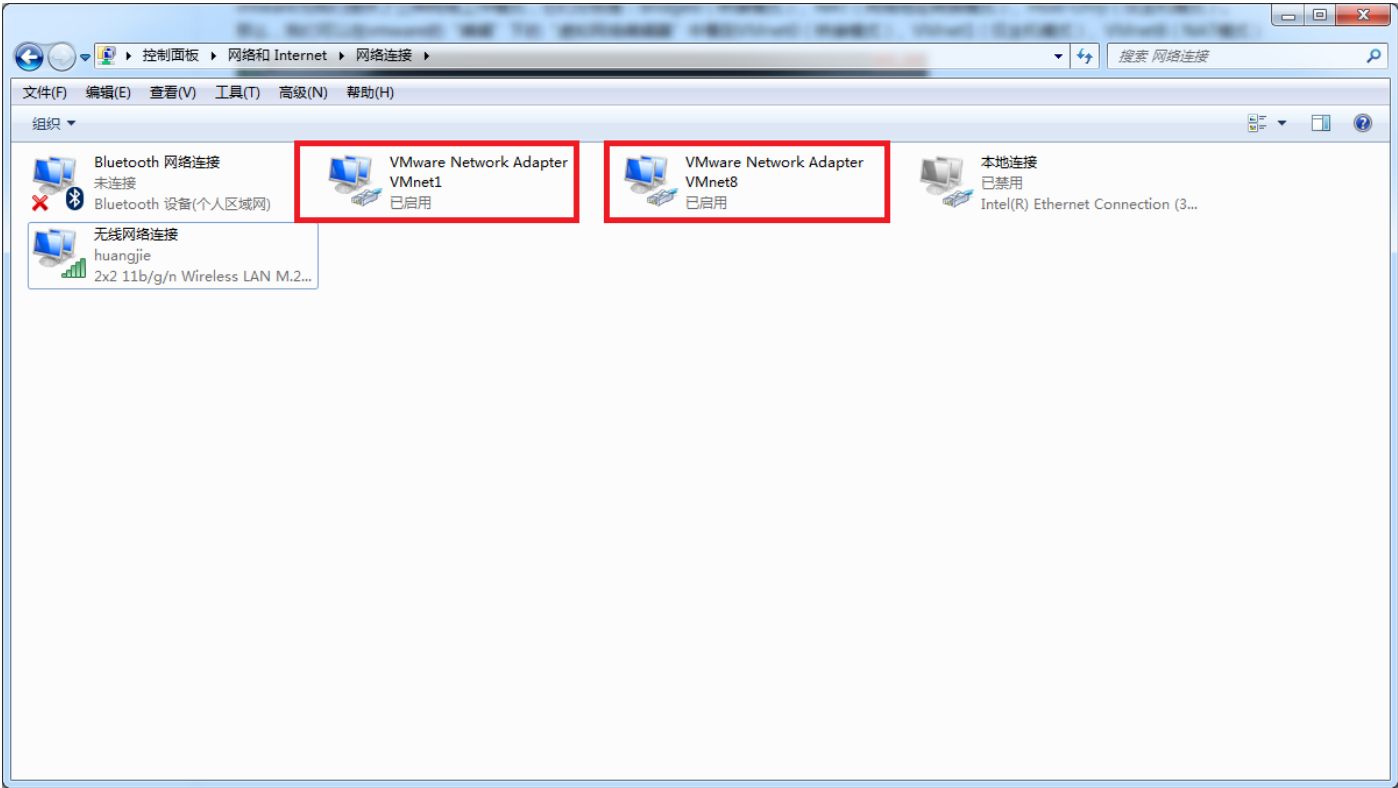 控制面板 网络和 Internet 网络连接
搜索 网络连接
文件(F) 编辑(E) 查看(V) 工具(T) 高级(N) 帮助(H)
组织
Bluetooth 网络连接
未连接
Bluetooth 设备(个人区域网)
VMware Network Adapter
VMnet1
已启用
VMware Network Adapter
VMnet8
已启用
本地连接
已禁用
Intel(R) Ethernet Connection (3...
无线网络连接
huangjie
2x2 11b/g/n Wireless LAN M.2...